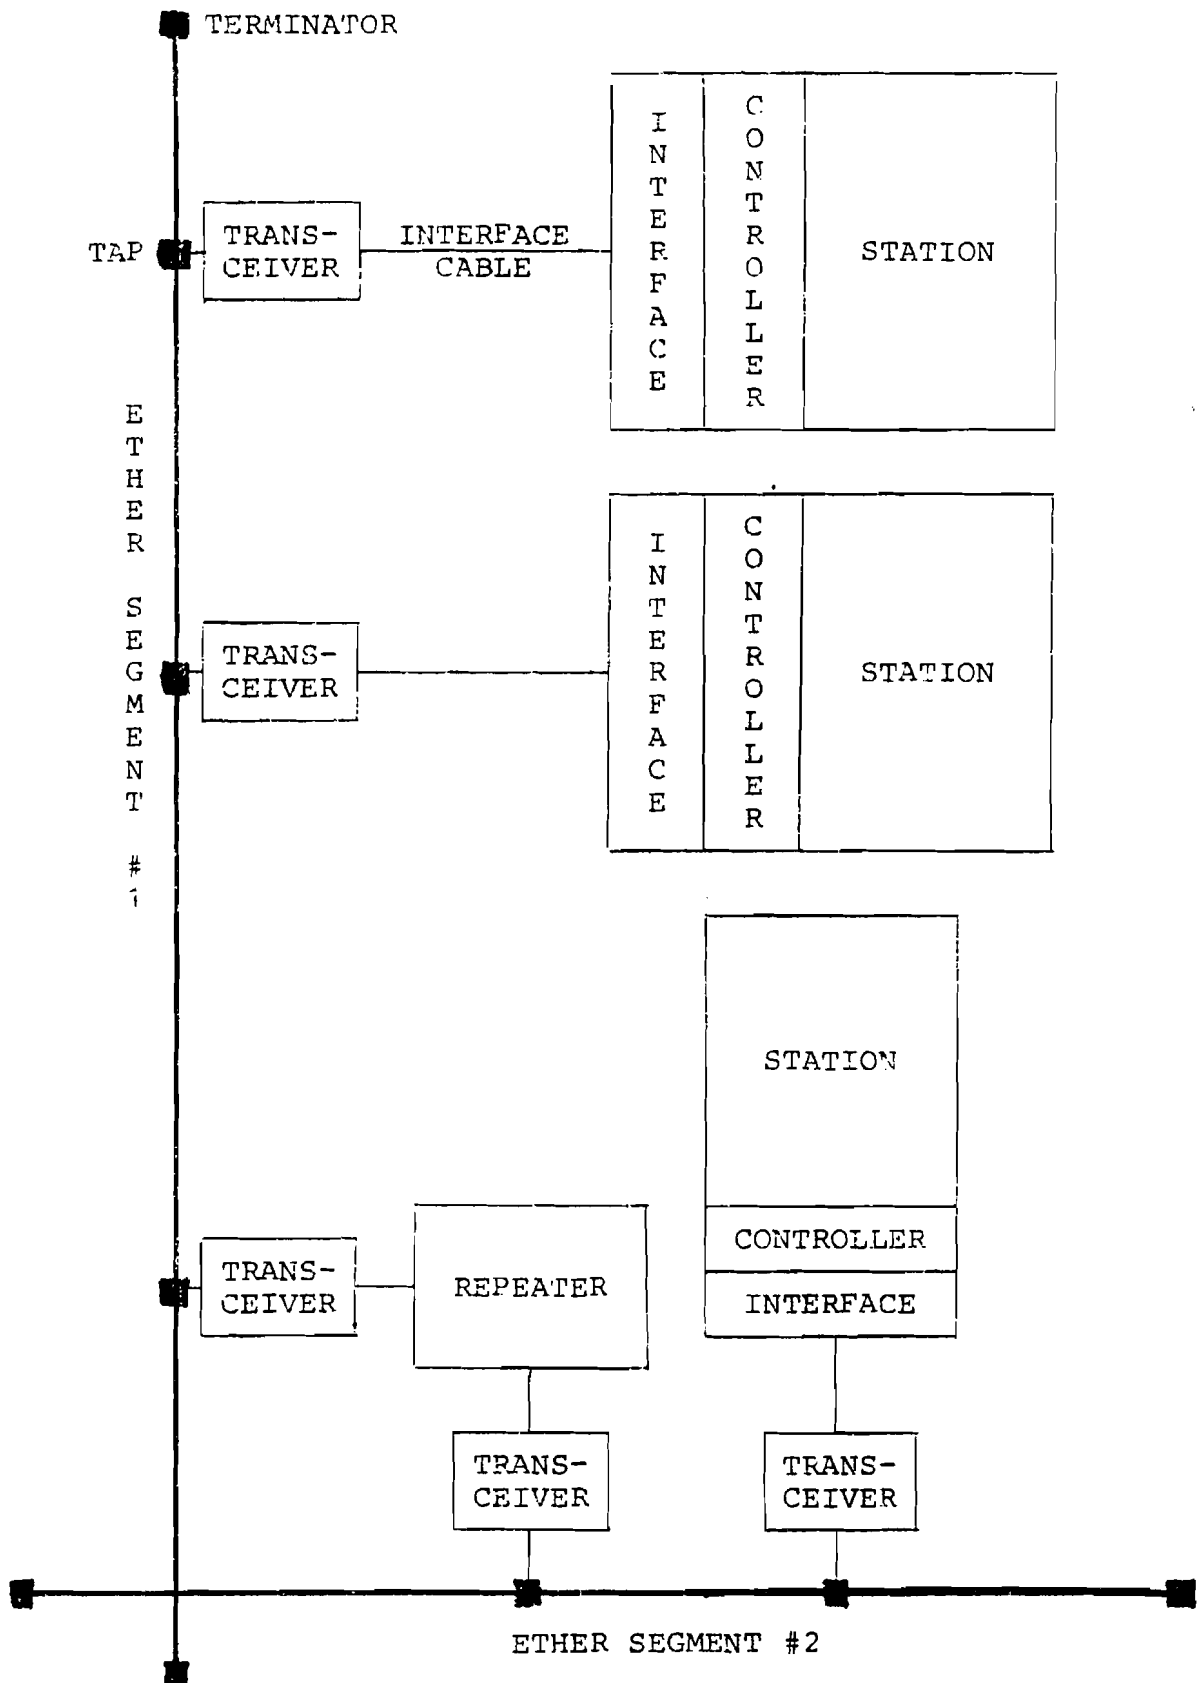 TERMINATOR
TAP
TRANS-
CEIVER
INTERFACE
CABLE
INTERFACE
CONTROLLER
STATION
ETHER SEGMENT #1
TRANS-
CEIVER
INTERFACE
CONTROLLER
STATION
STATION
CONTROLLER
INTERFACE
TRANS-
CEIVER
REPEATER
TRANS-
CEIVER
TRANS-
CEIVER
ETHER SEGMENT #2